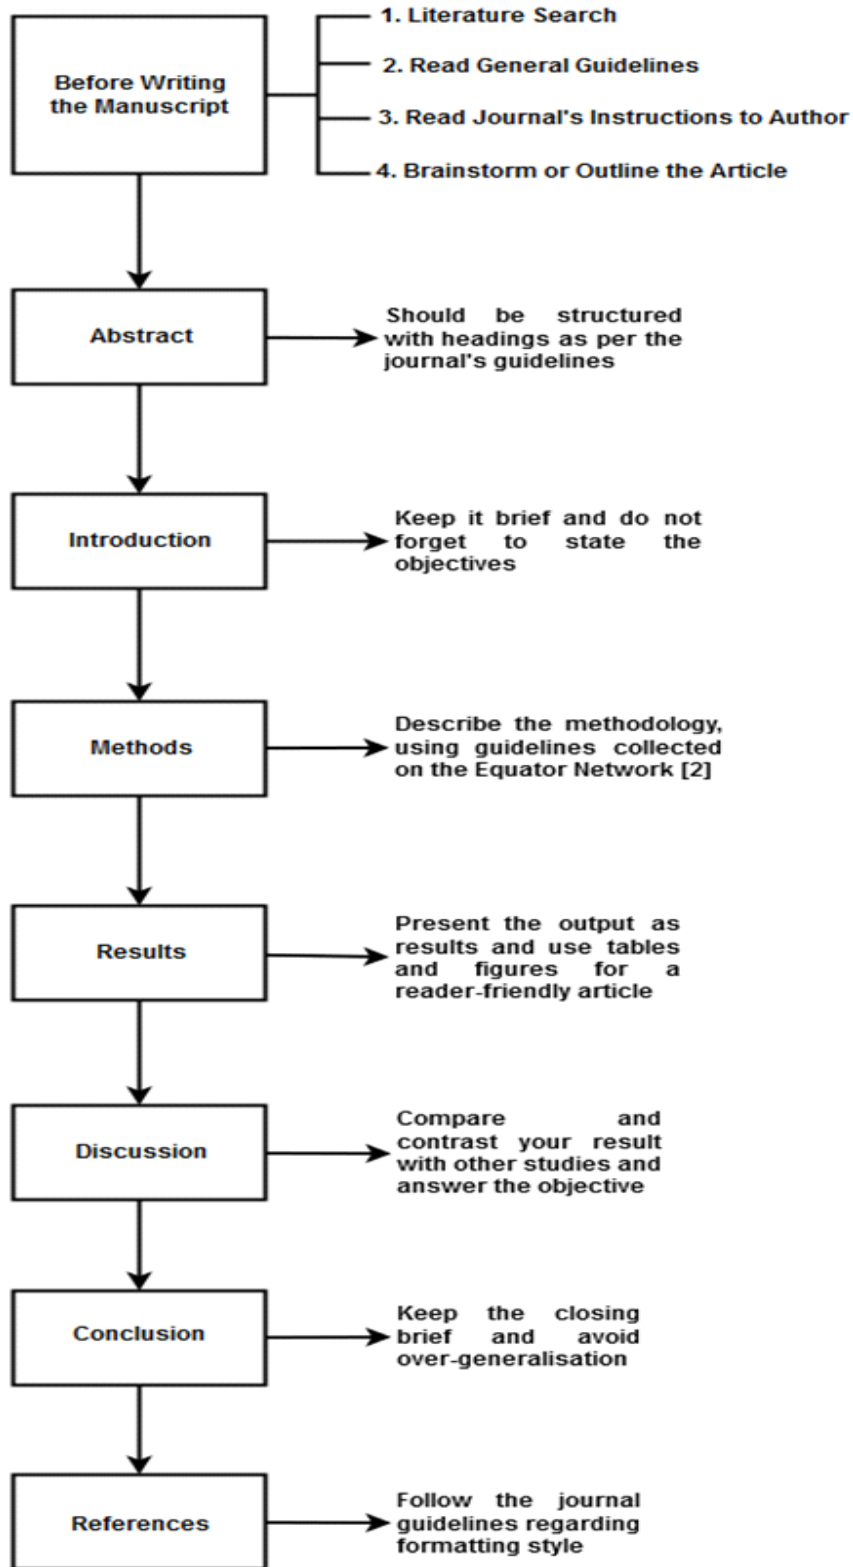 Before Writing
the Manuscript
1. Literature Search
2. Read General Guidelines
3. Read Journal's Instructions to Author
4. Brainstorm or Outline the Article
Abstract
Should be structured
with headings as per the
journal's guidelines
Introduction
Keep it brief and do not
forget to state the
objectives
Methods
Describe the methodology,
using guidelines collected
on the Equator Network [2]
Results
Present the output as
results and use tables
and figures for a
reader-friendly article
Discussion
Compare and
contrast your result
with other studies and
answer the objective
Conclusion
Keep the closing
brief and avoid
over-generalisation
References
Follow the journal
guidelines regarding
formatting style